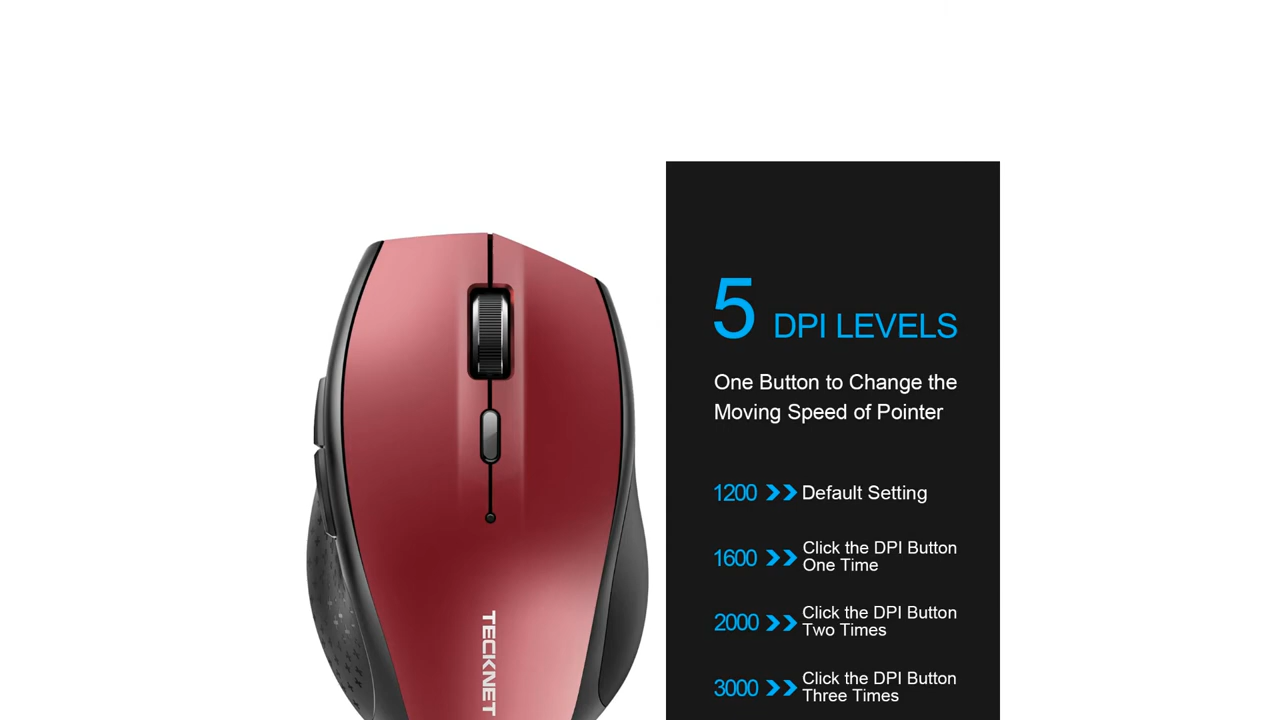 5 DPI LEVELS
One Button to Change the
Moving Speed of Pointer
1200 Default Setting
1600 Click the DPI Button
One Time
2000 Click the DPI Button
Two Times
3000 Click the DPI Button
Three Times
TECKNET